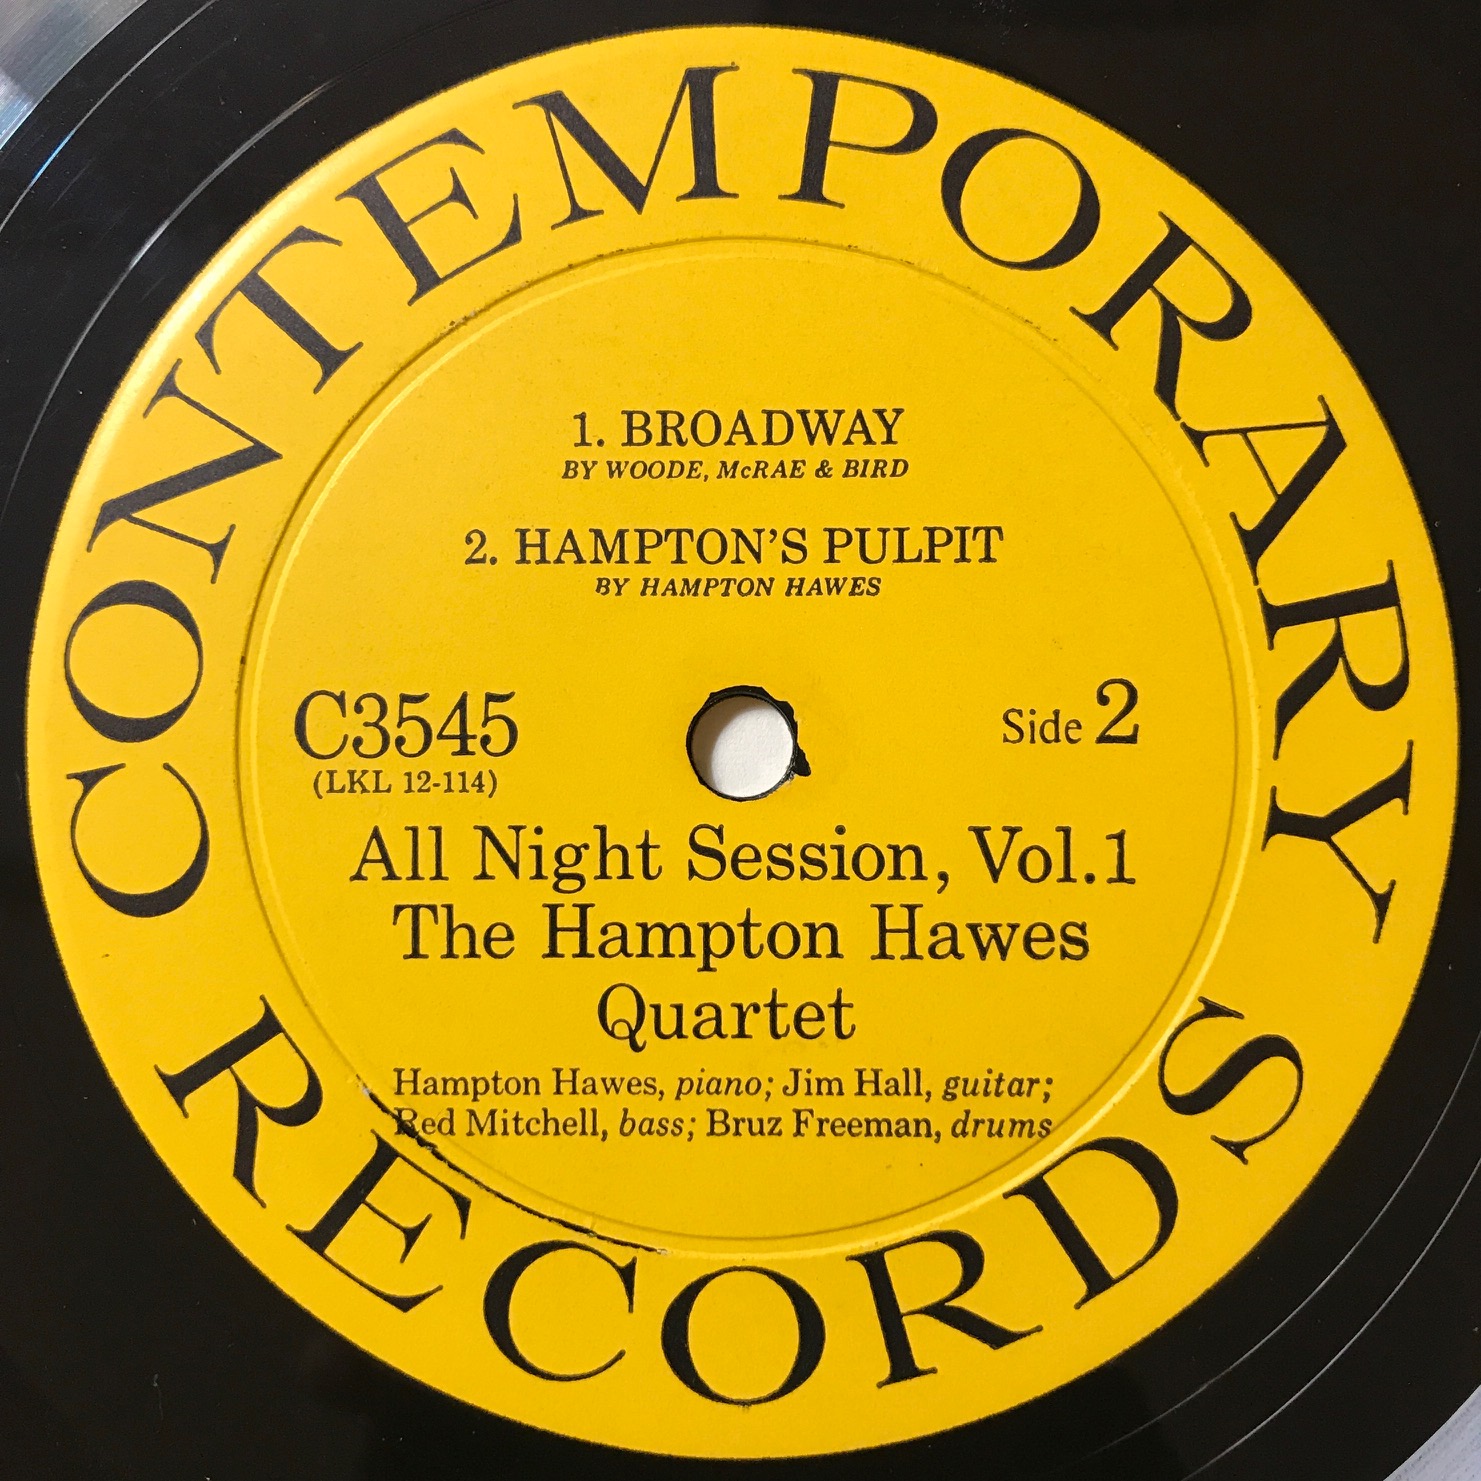 CONTEMPORARY
1. BROADWAY
BY WOODE, McRAE & BIRD
2. HAMPTON'S PULPIT
BY HAMPTON HAWES
C3545
(LKL 12-114)
Side 2
All Night Session, Vol.1
The Hampton Hawes
Quartet
Hampton Hawes, piano; Jim Hall, guitar;
Red Mitchell, bass; Bruz Freeman, drums
RECORDS